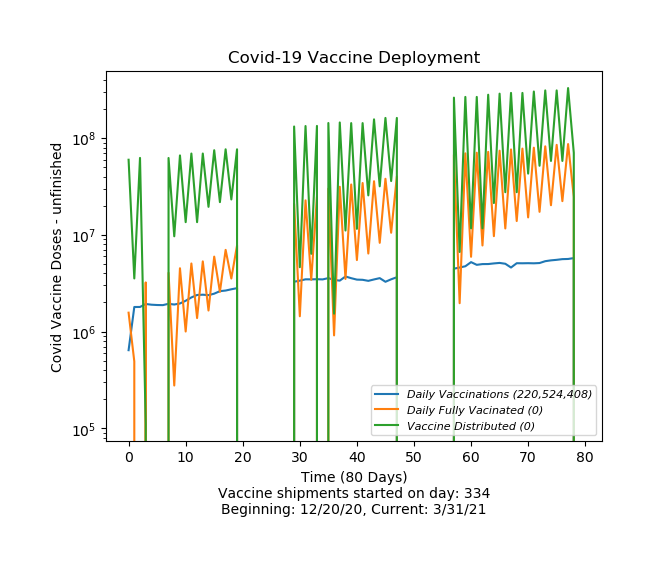 Covid-19 Vaccine Deployment
Covid Vaccine Doses - unfinished
10^8
10^7
10^6
10^5
0 10 20 30 40 50 60 70 80
Daily Vaccinations (220,524,408)
Daily Fully Vacinated (0)
Vaccine Distributed (0)
Time (80 Days)
Vaccine shipments started on day: 334
Beginning: 12/20/20, Current: 3/31/21